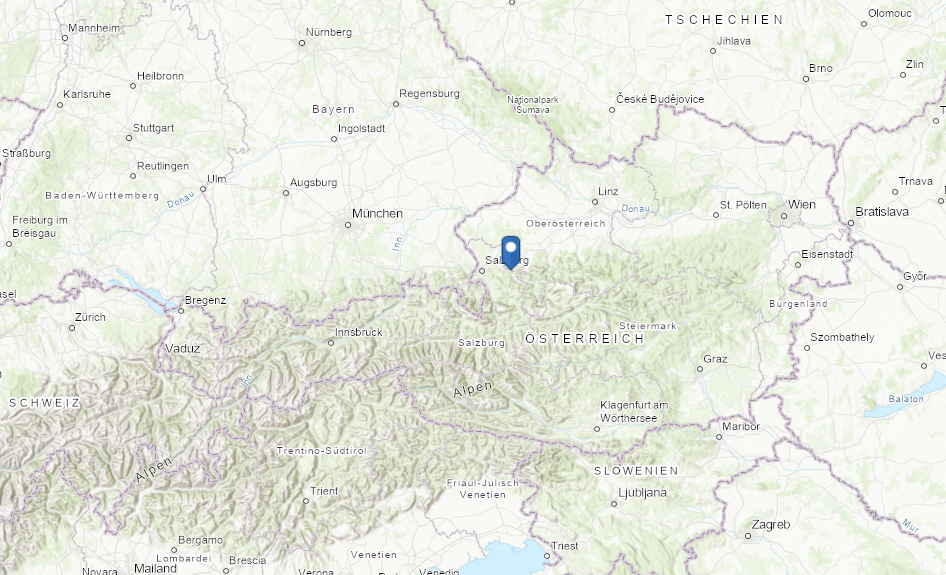 TSCHECHIEN
Olomouc
Mannheim
Nürnberg
Jihlava
Zlín
Brno
Heilbronn
Karlsruhe
Regensburg
Nationalpark
Šumava
České Budějovice
Bayern
Stuttgart
Ingolstadt
Straßburg
Reutlingen
Ulm
Augsburg
Trnava
Baden-Württemberg
Donau
Linz
Donau
St. Pölten
Wien
München
Freiburg im
Breisgau
Oberösterreich
Bratislava
Inn
Eisenstadt
Salzburg
Győr
Bregenz
Burgenland
Zürich
Innsbruck
Steiermark
ÖSTERREICH
Salzburg
Szombathely
Vaduz
Graz
Inn
Alpen
SCHWEIZ
Balaton
Klagenfurt am
Wörthersee
Maribor
Trentino-Südtirol
Alpen
SLOWENIEN
Friaul-Julisch
Venetien
Trient
Ljubljana
Mur
Zagreb
Bergamo
Triest
Lombardei
Venetien
Brescia
Mailand
Novara
Verona
Padua
Venedig